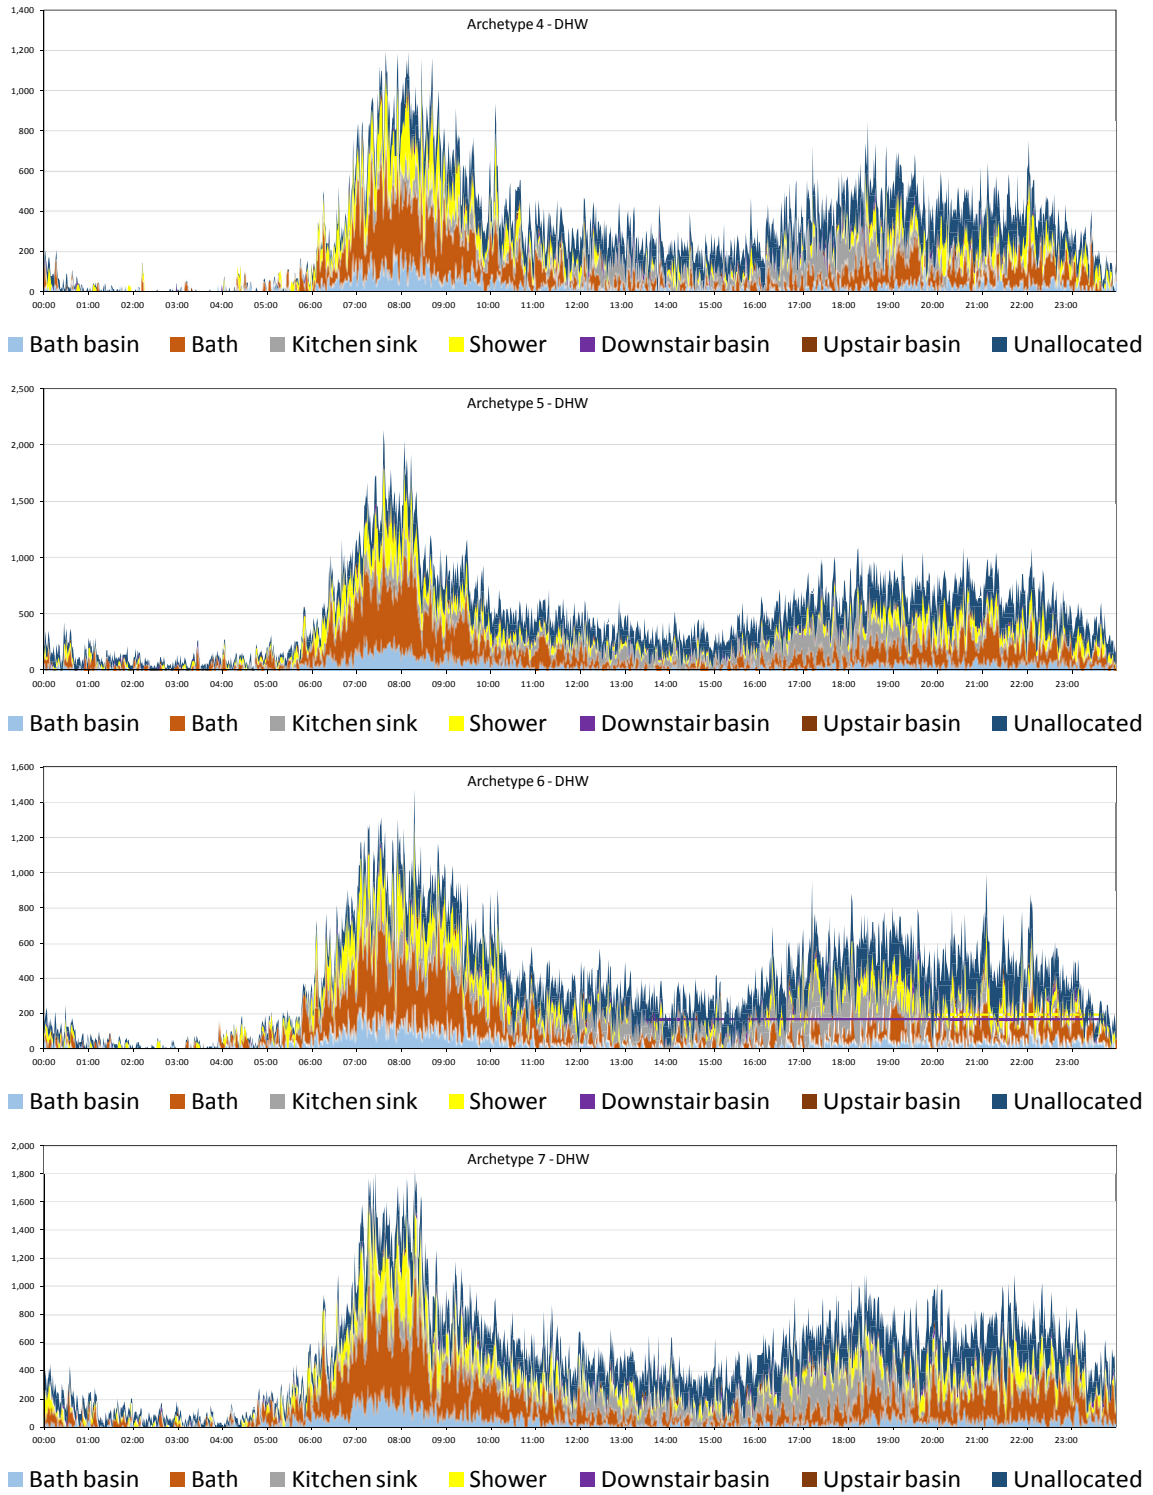 Archetype 4 - DHW
1,400
1,200
1,000
800
600
400
200
0
00:00 01:00 02:00 03:00 04:00 05:00 06:00 07:00 08:00 09:00 10:00 11:00 12:00 13:00 14:00 15:00 16:00 17:00 18:00 19:00 20:00 21:00 22:00 23:00
Bath basin Bath Kitchen sink Shower Downstair basin Upstair basin Unallocated
Archetype 5 - DHW
2,500
2,000
1,500
1,000
500
0
00:00 01:00 02:00 03:00 04:00 05:00 06:00 07:00 08:00 09:00 10:00 11:00 12:00 13:00 14:00 15:00 16:00 17:00 18:00 19:00 20:00 21:00 22:00 23:00
Bath basin Bath Kitchen sink Shower Downstair basin Upstair basin Unallocated
Archetype 6 - DHW
1,600
1,400
1,200
1,000
800
600
400
200
0
00:00 01:00 02:00 03:00 04:00 05:00 06:00 07:00 08:00 09:00 10:00 11:00 12:00 13:00 14:00 15:00 16:00 17:00 18:00 19:00 20:00 21:00 22:00 23:00
Bath basin Bath Kitchen sink Shower Downstair basin Upstair basin Unallocated
Archetype 7 - DHW
2,000
1,800
1,600
1,400
1,200
1,000
800
600
400
200
0
00:00 01:00 02:00 03:00 04:00 05:00 06:00 07:00 08:00 09:00 10:00 11:00 12:00 13:00 14:00 15:00 16:00 17:00 18:00 19:00 20:00 21:00 22:00 23:00
Bath basin Bath Kitchen sink Shower Downstair basin Upstair basin Unallocated